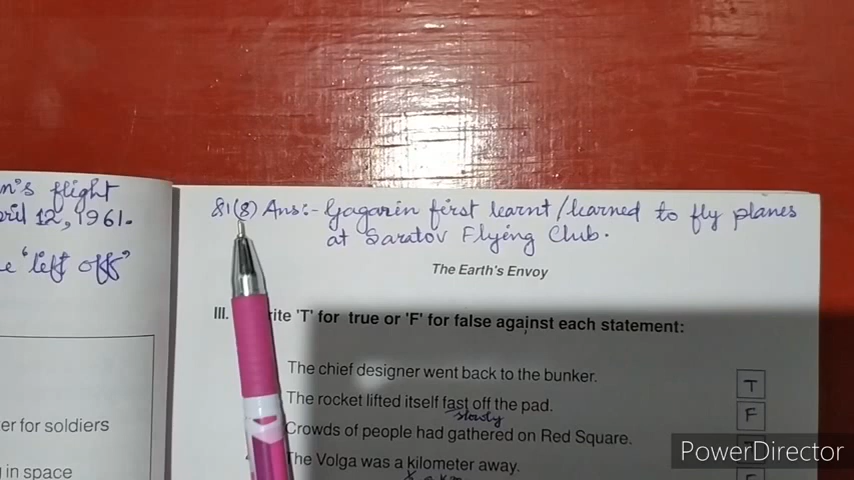 n's flight
ril 12, 1961.
e 'left off'
er for soldiers
in space
81(8) Ans:- Gagarin first learnt/learned to fly planes
at Saratov Flying Club.
The Earth's Envoy
III. rite 'T' for true or 'F' for false against each statement:
The chief designer went back to the bunker. T
The rocket lifted itself fast off the pad. F
slowly
Crowds of people had gathered on Red Square.
The Volga was a kilometer away.
PowerDirector